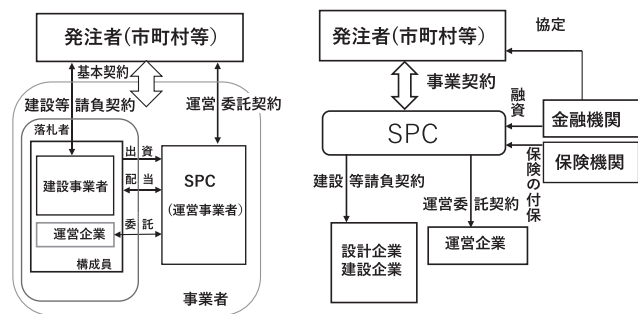 発注者(市町村等)
基本契約
建設等請負契約
運営委託契約
落札者
建設事業者
運営企業
構成員
出資
配当
委託
SPC
(運営事業者)
事業者
発注者(市町村等)
協定
事業契約
融資
金融機関
SPC
保険の付保
保険機関
建設等請負契約
運営委託契約
設計企業
建設企業
運営企業